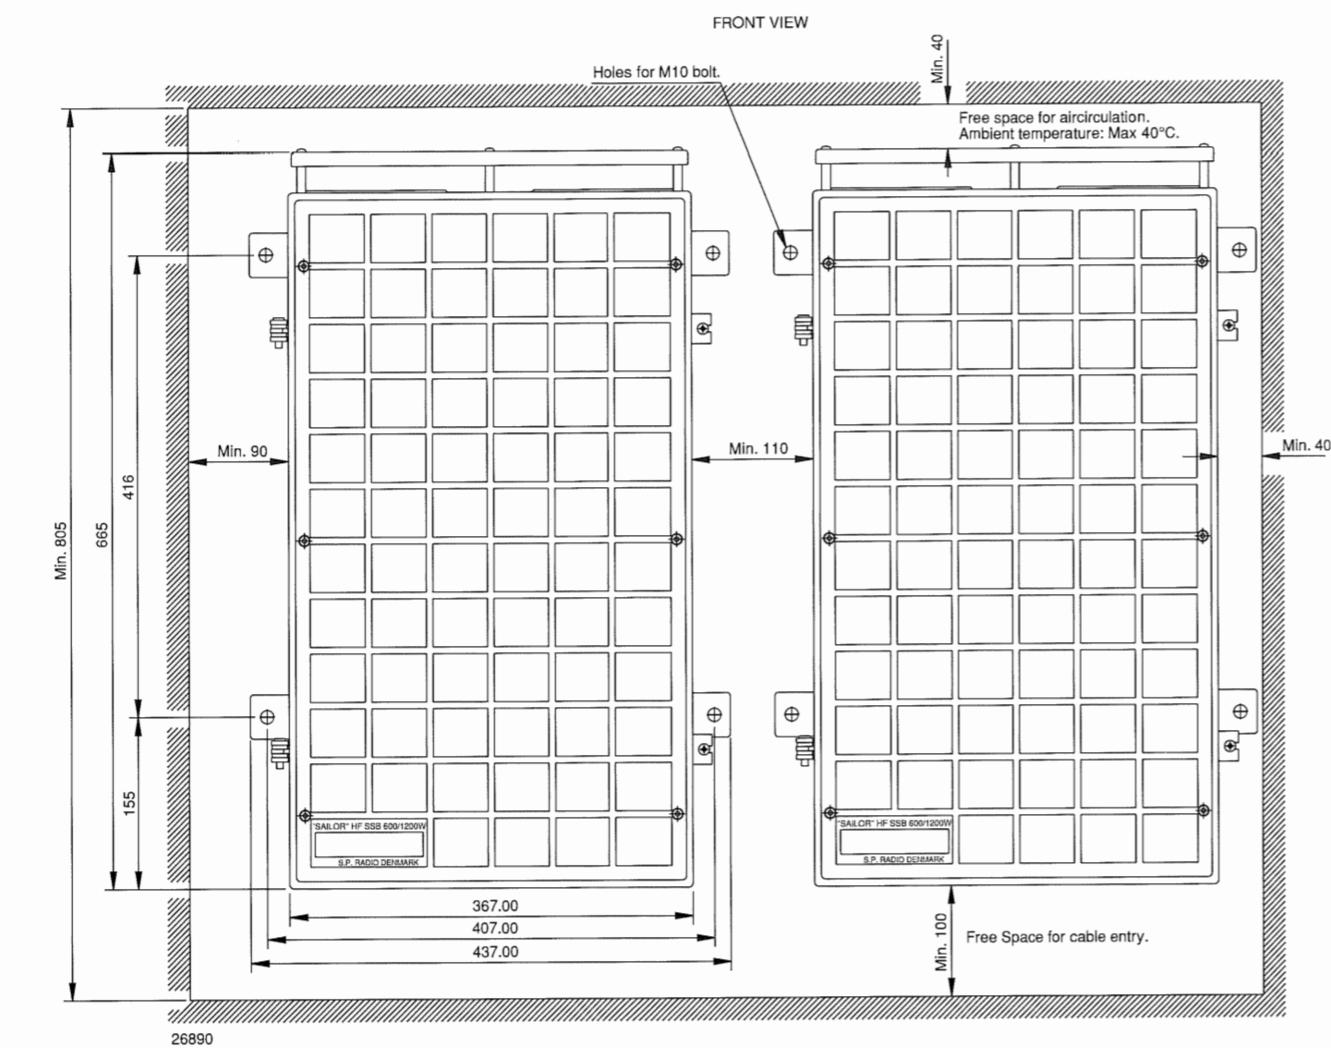 FRONT VIEW
Min. 40
Holes for M10 bolt.
Free space for aircirculation.
Ambient temperature: Max 40°C.
Min. 90
Min. 110
Min. 40
416
665
Min. 805
155
"SAILOR" HF SSB 600/1200W
S.P. RADIO DENMARK
"SAILOR" HF SSB 600/1200W
S.P. RADIO DENMARK
367.00
407.00
437.00
Min. 100
Free Space for cable entry.
26890